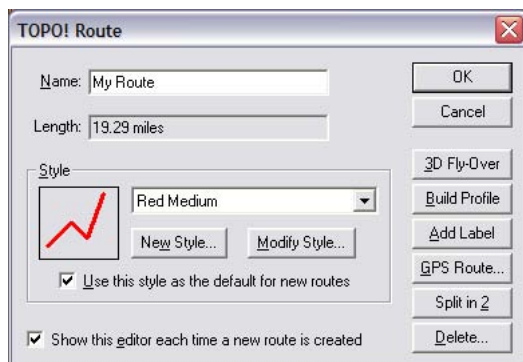 TOPO! Route
Name: My Route
Length: 19.29 miles
Style
Red Medium
New Style...
Modify Style...
Use this style as the default for new routes
Show this editor each time a new route is created
OK
Cancel
3D Fly-Over
Build Profile
Add Label
GPS Route...
Split in 2
Delete...